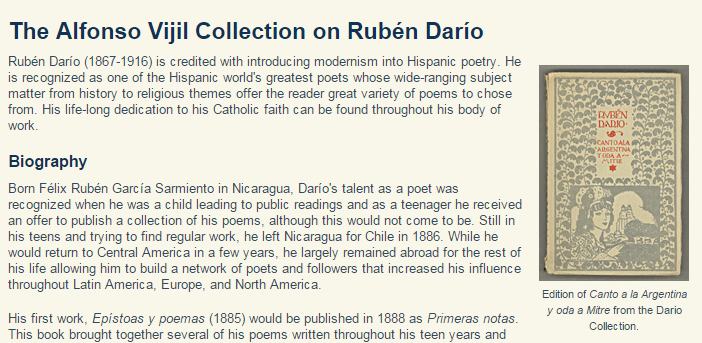 The Alfonso Vijil Collection on Rubén Darío
Rubén Darío (1867-1916) is credited with introducing modernism into Hispanic poetry. He
is recognized as one of the Hispanic world's greatest poets whose wide-ranging subject
matter from history to religious themes offer the reader great variety of poems to chose
from. His life-long dedication to his Catholic faith can be found throughout his body of
work.
Biography
Born Félix Rubén García Sarmiento in Nicaragua, Darío's talent as a poet was
recognized when he was a child leading to public readings and as a teenager he received
an offer to publish a collection of his poems, although this would not come to be. Still in
his teens and trying to find regular work, he left Nicaragua for Chile in 1886. While he
would return to Central America in a few years, he largely remained abroad for the rest of
his life allowing him to build a network of poets and followers that increased his influence
throughout Latin America, Europe, and North America.
His first work, Epístoas y poemas (1885) would be published in 1888 as Primeras notas.
This book brought together several of his poems written throughout his teen years and
RVBÉN
DARÍO
CANTO A LA
ARGENTINA
Y ODA A
MITRE
Edition of Canto a la Argentina
y oda a Mitre from the Dario
Collection.